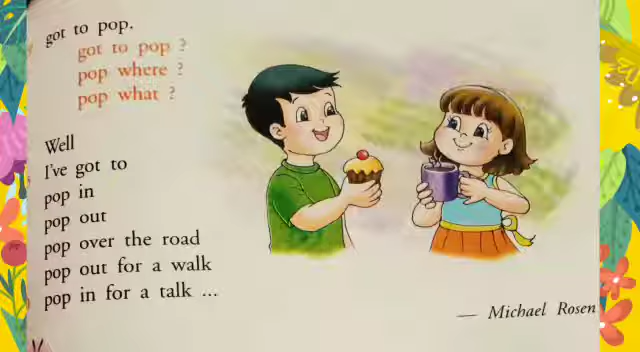 got to pop.
got to pop ?
pop where ?
pop what ?
Well
I've got to
pop in
pop out
pop over the road
pop out for a walk
pop in for a talk ...
— Michael Rosen